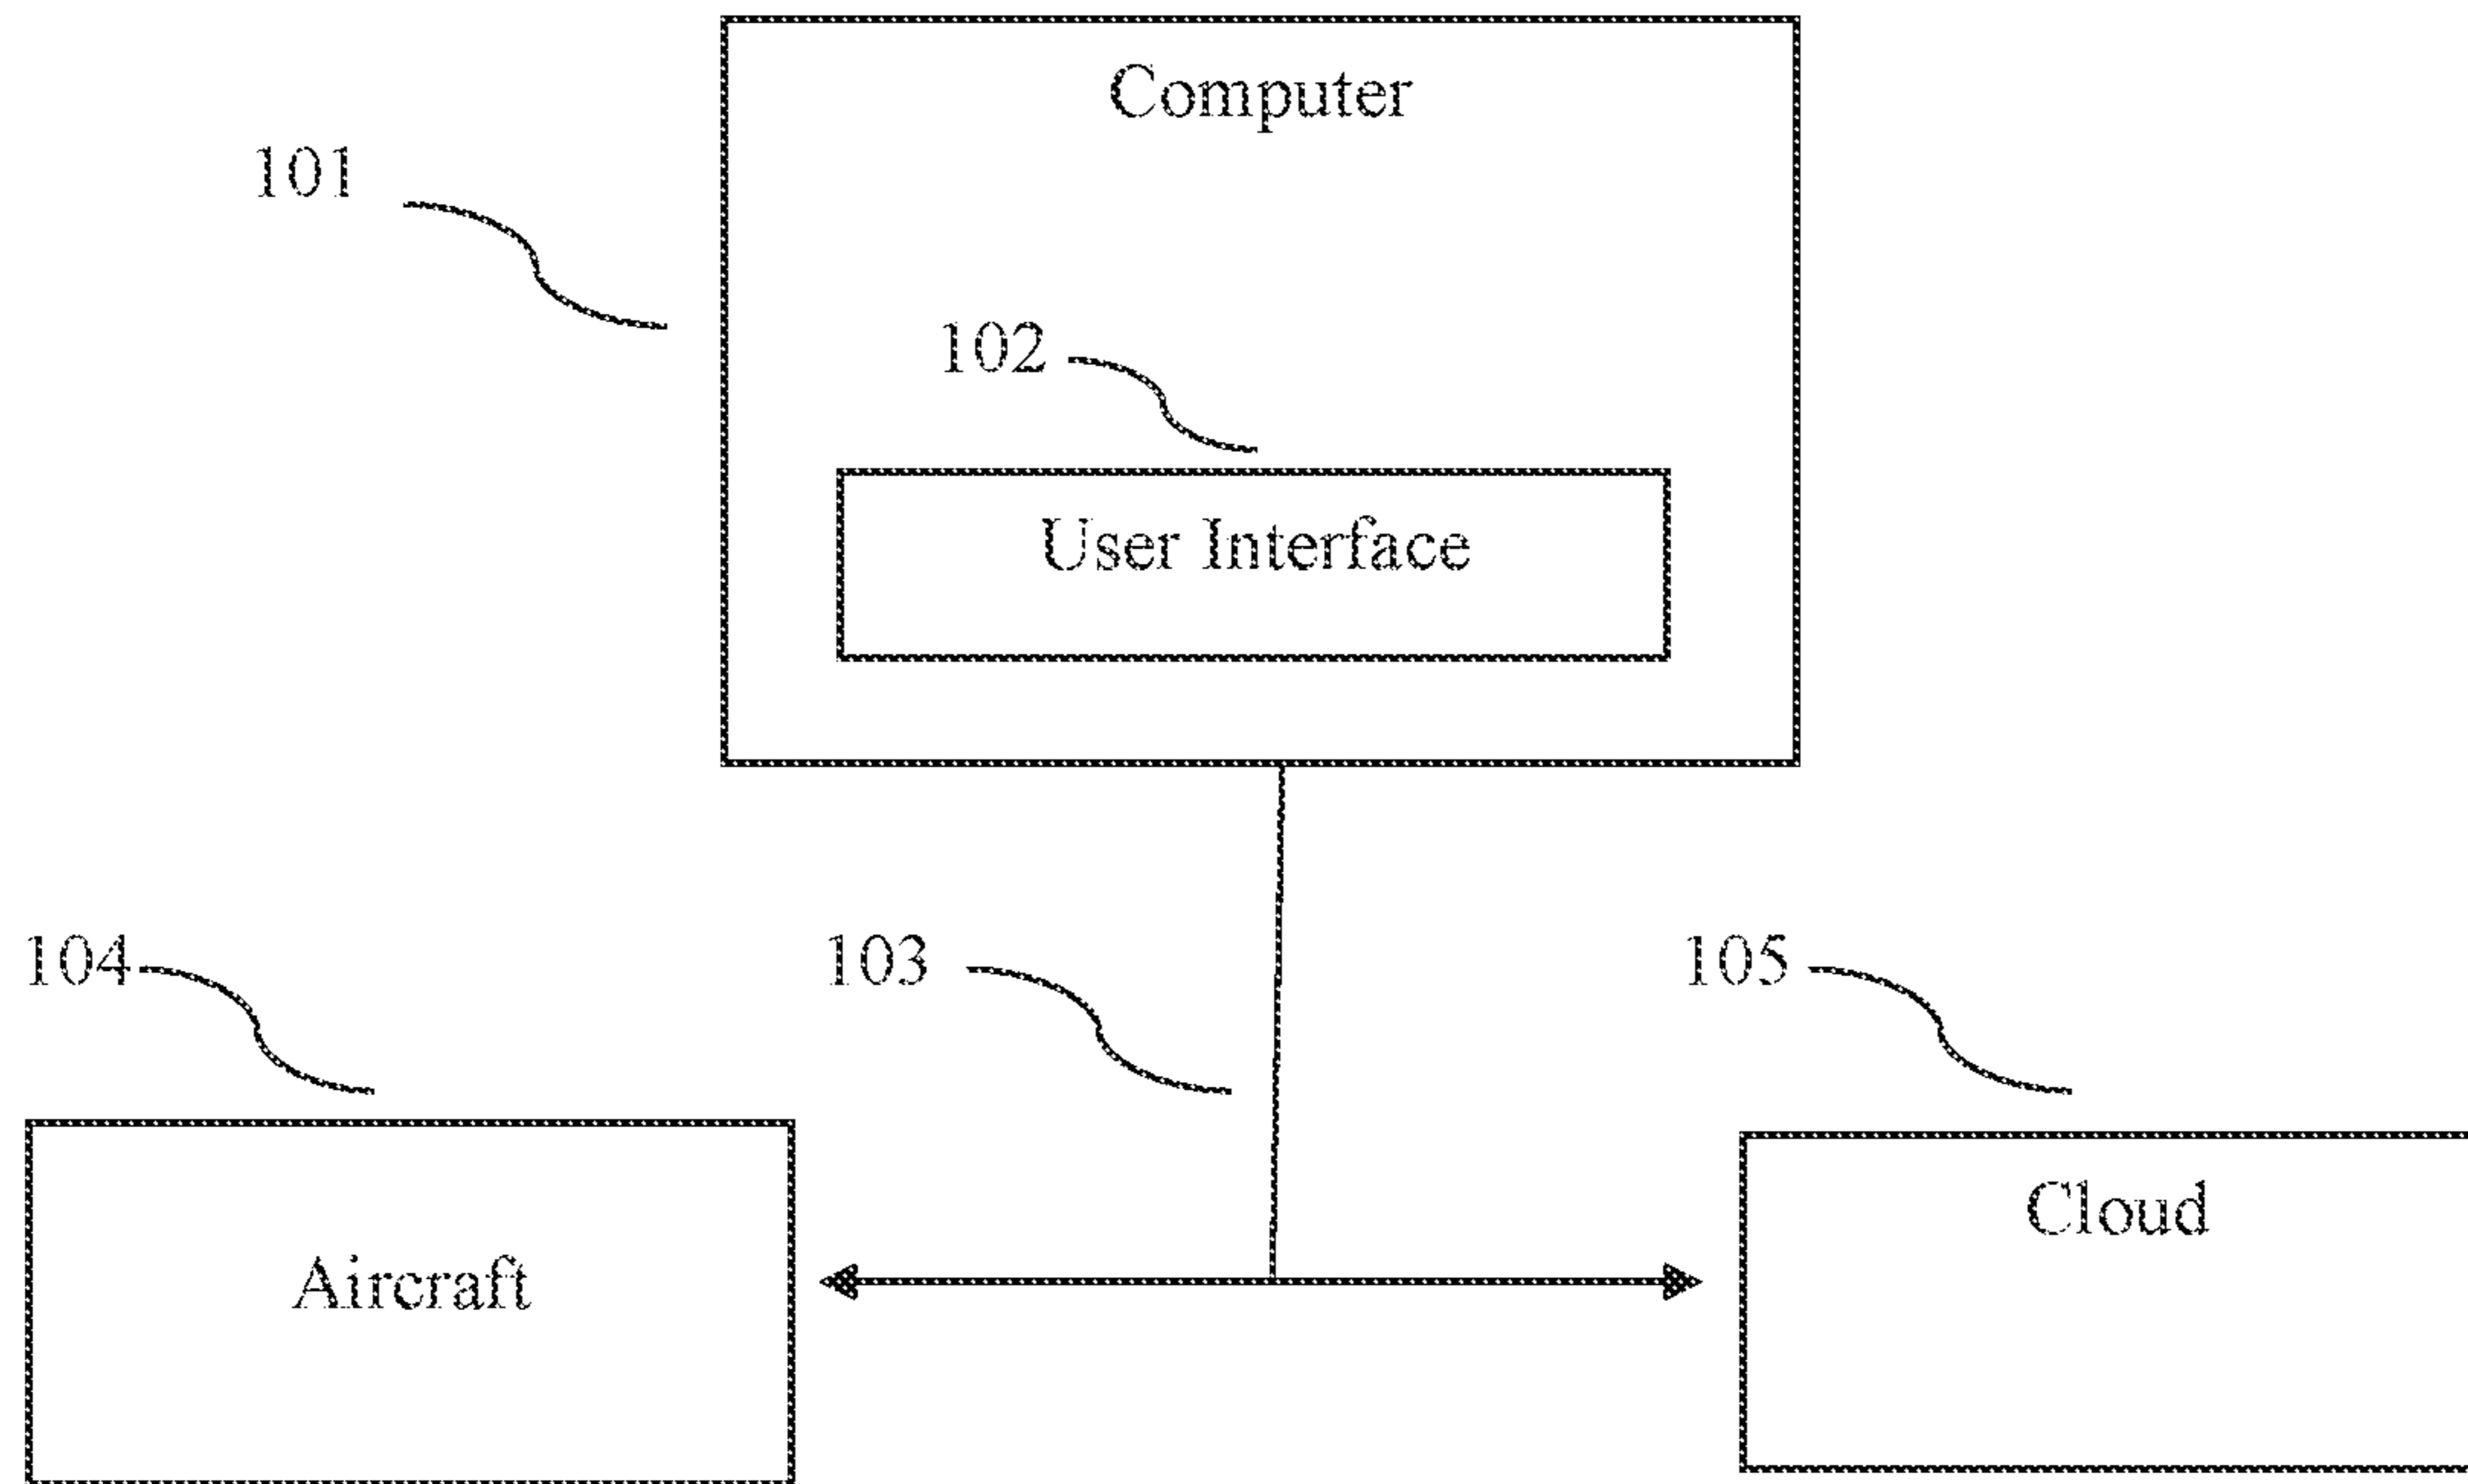 Computer
101
102
User Interface
104
103
105
Cloud
Aircraft